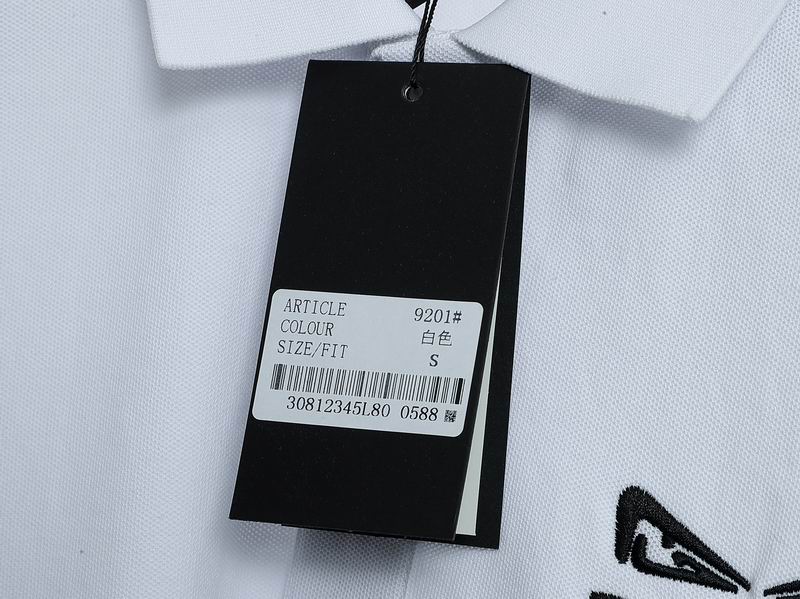 ARTICLE 9201#
COLOUR 白色
SIZE/FIT S
30812345L80 0588